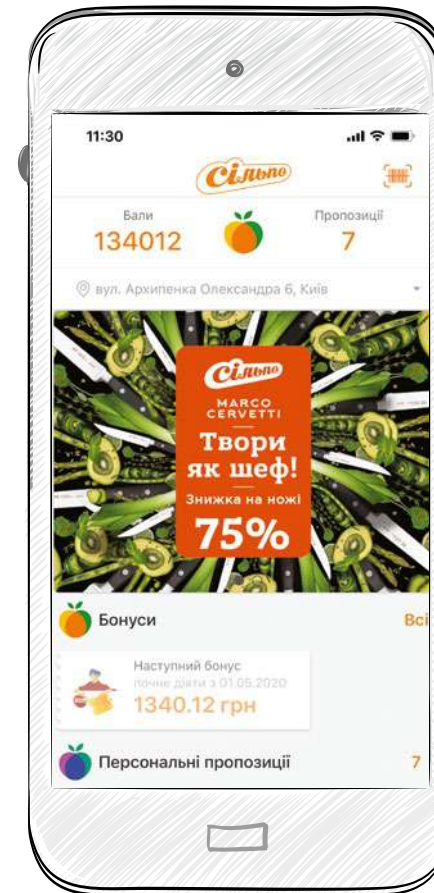 11:30
Сільпо
Бали
Пропозиції
134012
7
вул. Архипенка Олександра 6, Київ
Сільпо
MARCO
CERVETTI
Твори
як шеф!
Знижка на ножі
75%
Бонуси
Всі
Наступний бонус
почне діяти з 01.05.2020
1340.12 грн
Персональні пропозиції
7